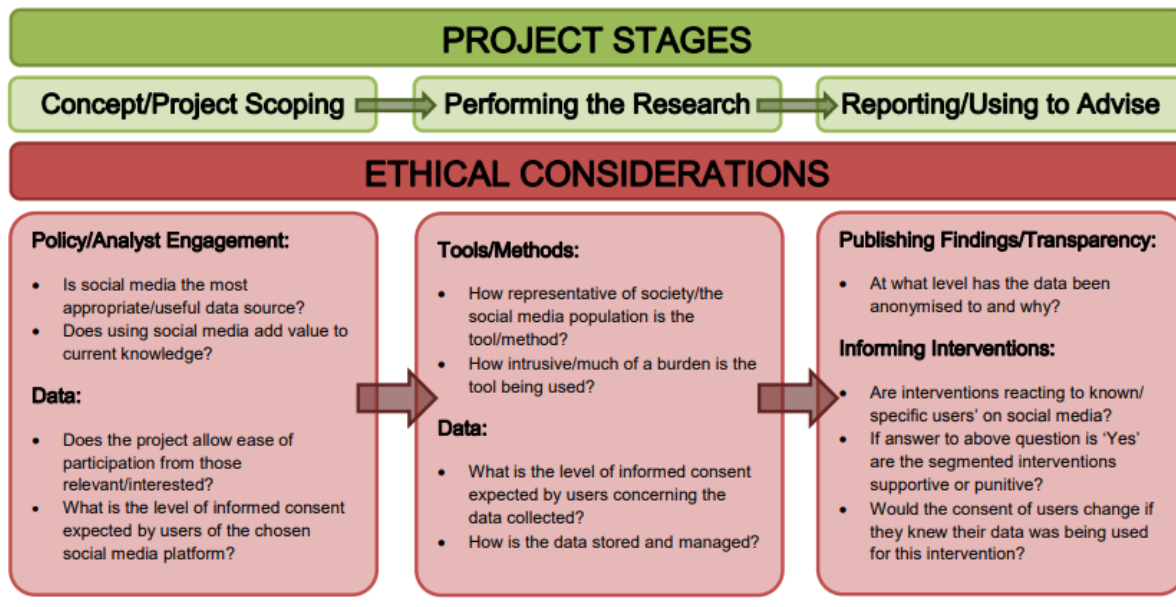 PROJECT STAGES
Concept/Project Scoping
Performing the Research
Reporting/Using to Advise
ETHICAL CONSIDERATIONS
Policy/Analyst Engagement:
• Is social media the most
appropriate/useful data source?
• Does using social media add value to
current knowledge?
Data:
• Does the project allow ease of
participation from those
relevant/interested?
• What is the level of informed consent
expected by users of the chosen
social media platform?
Tools/Methods:
• How representative of society/the
social media population is the
tool/method?
• How intrusive/much of a burden is the
tool being used?
Data:
• What is the level of informed consent
expected by users concerning the
data collected?
• How is the data stored and managed?
Publishing Findings/Transparency:
• At what level has the data been
anonymised to and why?
Informing Interventions:
• Are interventions reacting to known/
specific users’ on social media?
• If answer to above question is ‘Yes’
are the segmented interventions
supportive or punitive?
• Would the consent of users change if
they knew their data was being used
for this intervention?